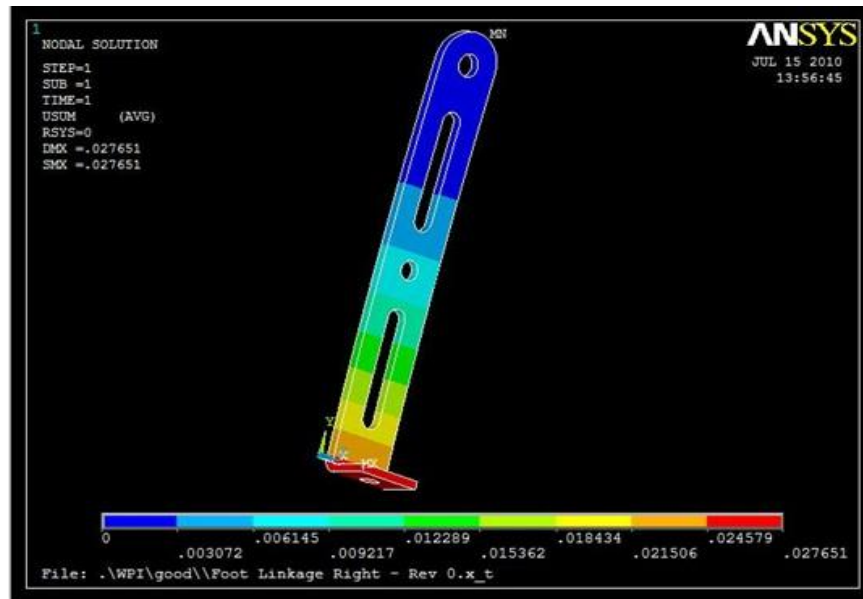 1
NODAL SOLUTION
STEP=1
SUB =1
TIME=1
USUM (AVG)
RSYS=0
DMX =.027651
SMX =.027651
MN
ANSYS
JUL 15 2010
13:56:45
Y
X
MX
0 .006145 .012289 .018434 .024579
.003072 .009217 .015362 .021506 .027651
File: .\WPI\good\\Foot Linkage Right - Rev 0.x_t